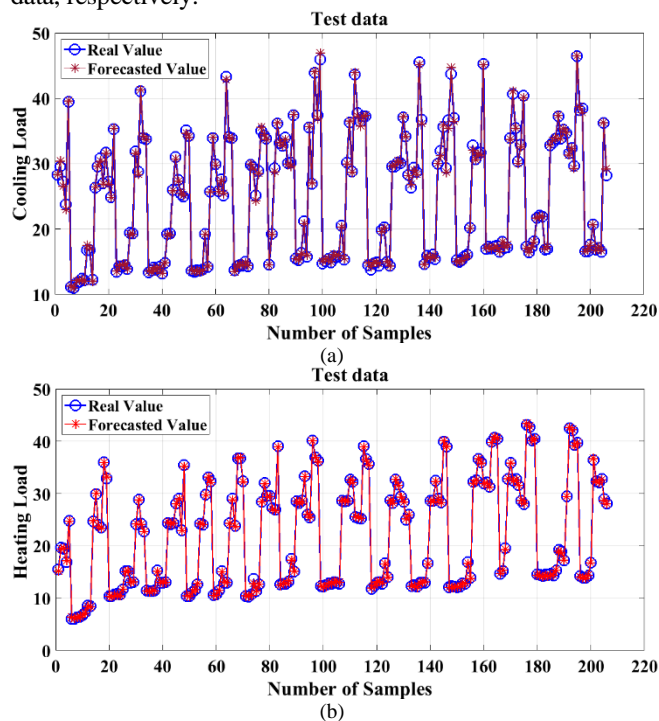 data, respectively.
Test data
50
Real Value
Forecasted Value
40
30
20
10
Cooling Load
0 20 40 60 80 100 120 140 160 180 200 220
Number of Samples
(a)
Test data
50
Real Value
Forecasted Value
40
30
20
10
0
Heating Load
0 20 40 60 80 100 120 140 160 180 200 220
Number of Samples
(b)